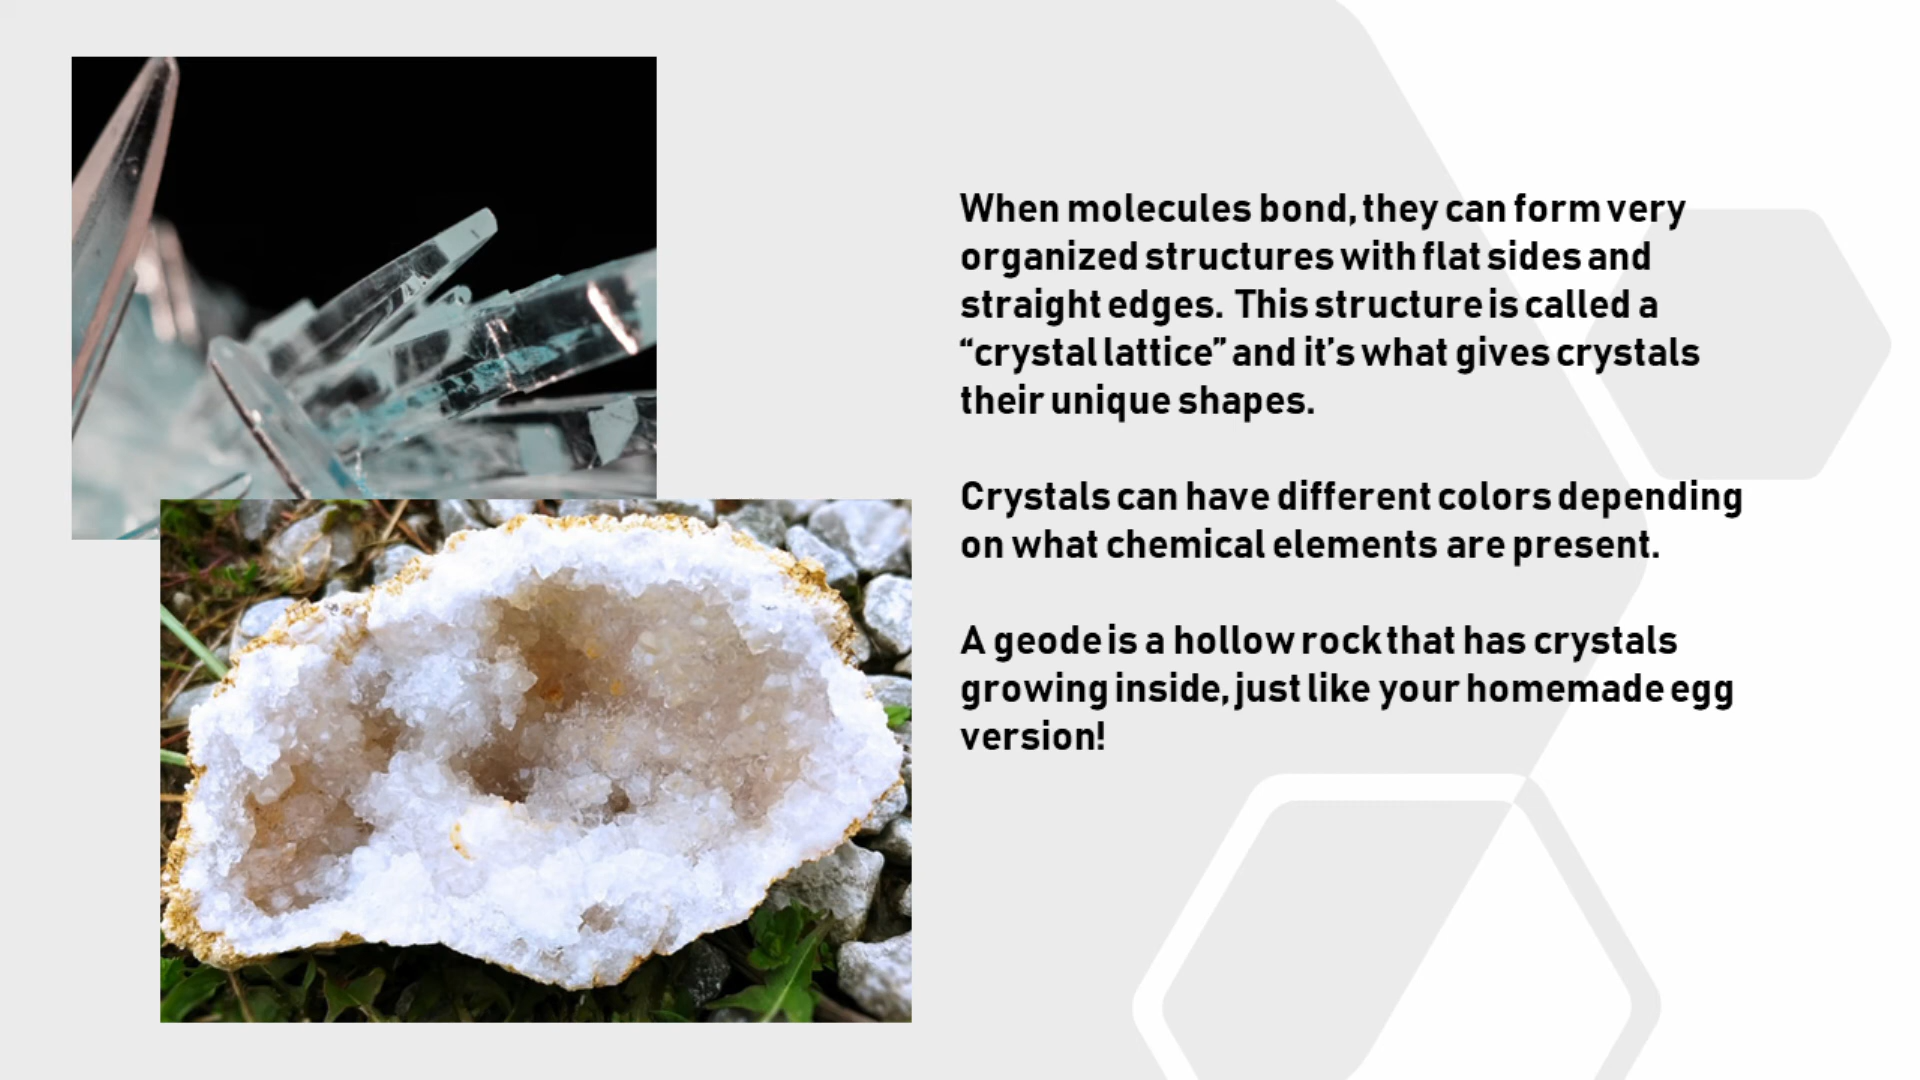 When molecules bond, they can form very
organized structures with flat sides and
straight edges. This structure is called a
“crystal lattice” and it’s what gives crystals
their unique shapes.
Crystals can have different colors depending
on what chemical elements are present.
A geode is a hollow rock that has crystals
growing inside, just like your homemade egg
version!